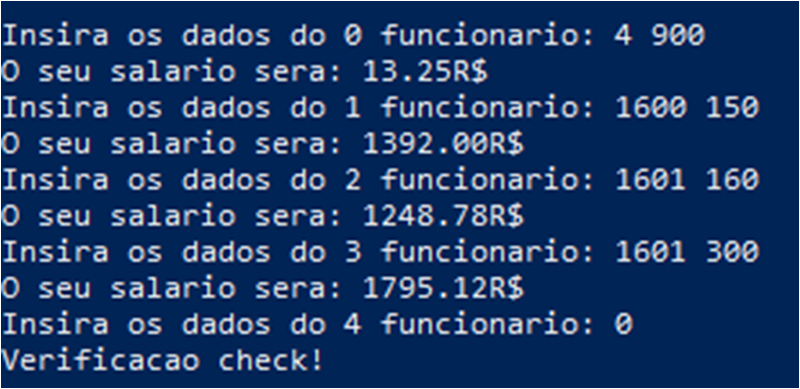 Insira os dados do 0 funcionario: 4 900
O seu salario sera: 13.25R$
Insira os dados do 1 funcionario: 1600 150
O seu salario sera: 1392.00R$
Insira os dados do 2 funcionario: 1601 160
O seu salario sera: 1248.78R$
Insira os dados do 3 funcionario: 1601 300
O seu salario sera: 1795.12R$
Insira os dados do 4 funcionario: 0
Verificacao check!